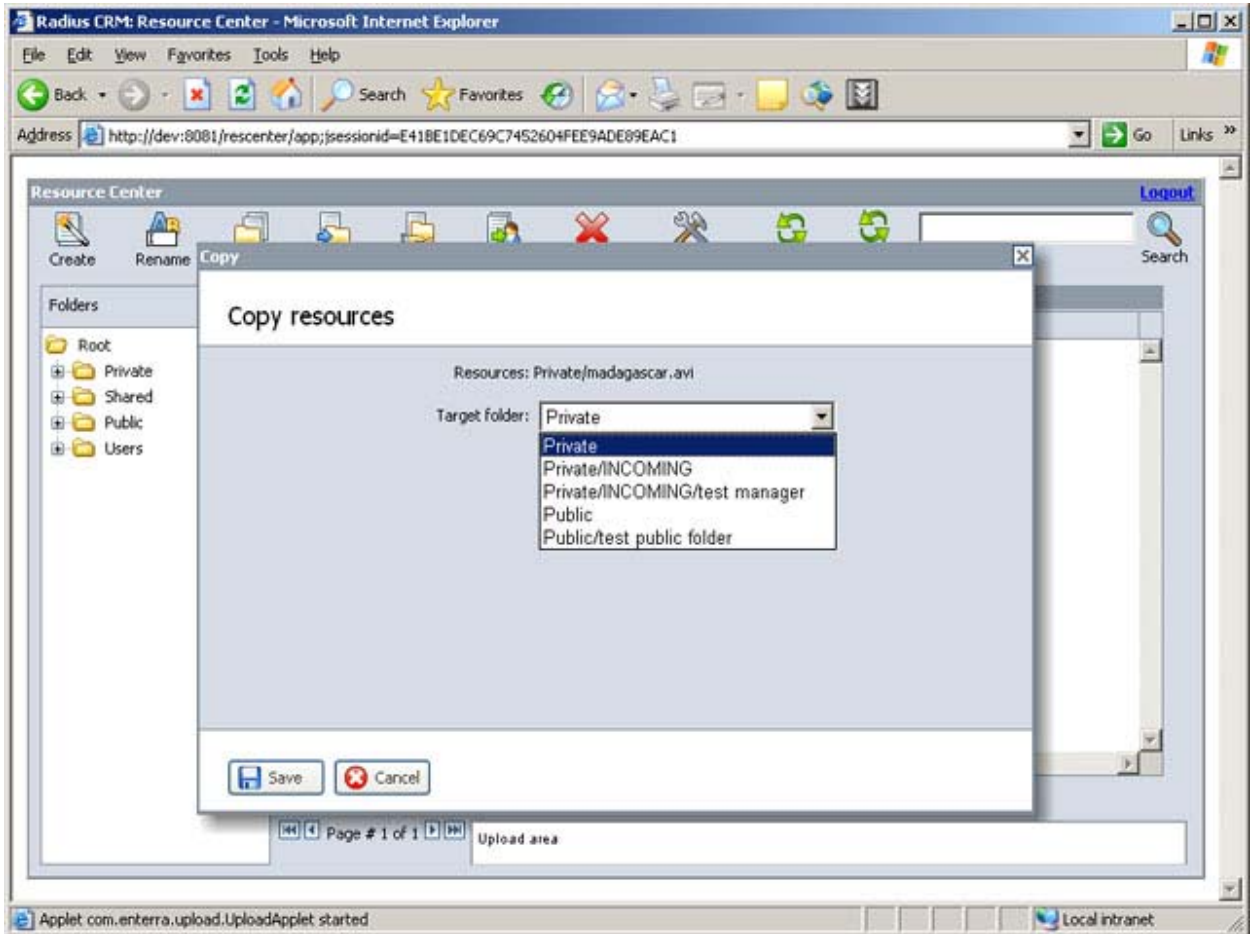 Radius CRM: Resource Center - Microsoft Internet Explorer
File Edit View Favorites Tools Help
Back Search Favorites
Address http://dev:8081/rescenter/app;jsessionid=E41BE1DEC69C7452604FEE9ADE89EAC1 Go Links »
Resource Center Logout
Create Rename Search
Copy
Folders
Copy resources
Root
Private
Shared
Public
Users
Resources: Private/madagascar.avi
Target folder: Private
Private
Private/INCOMING
Private/INCOMING/test manager
Public
Public/test public folder
Save Cancel
Page # 1 of 1
Upload area
Applet com.enterra.upload.UploadApplet started Local intranet